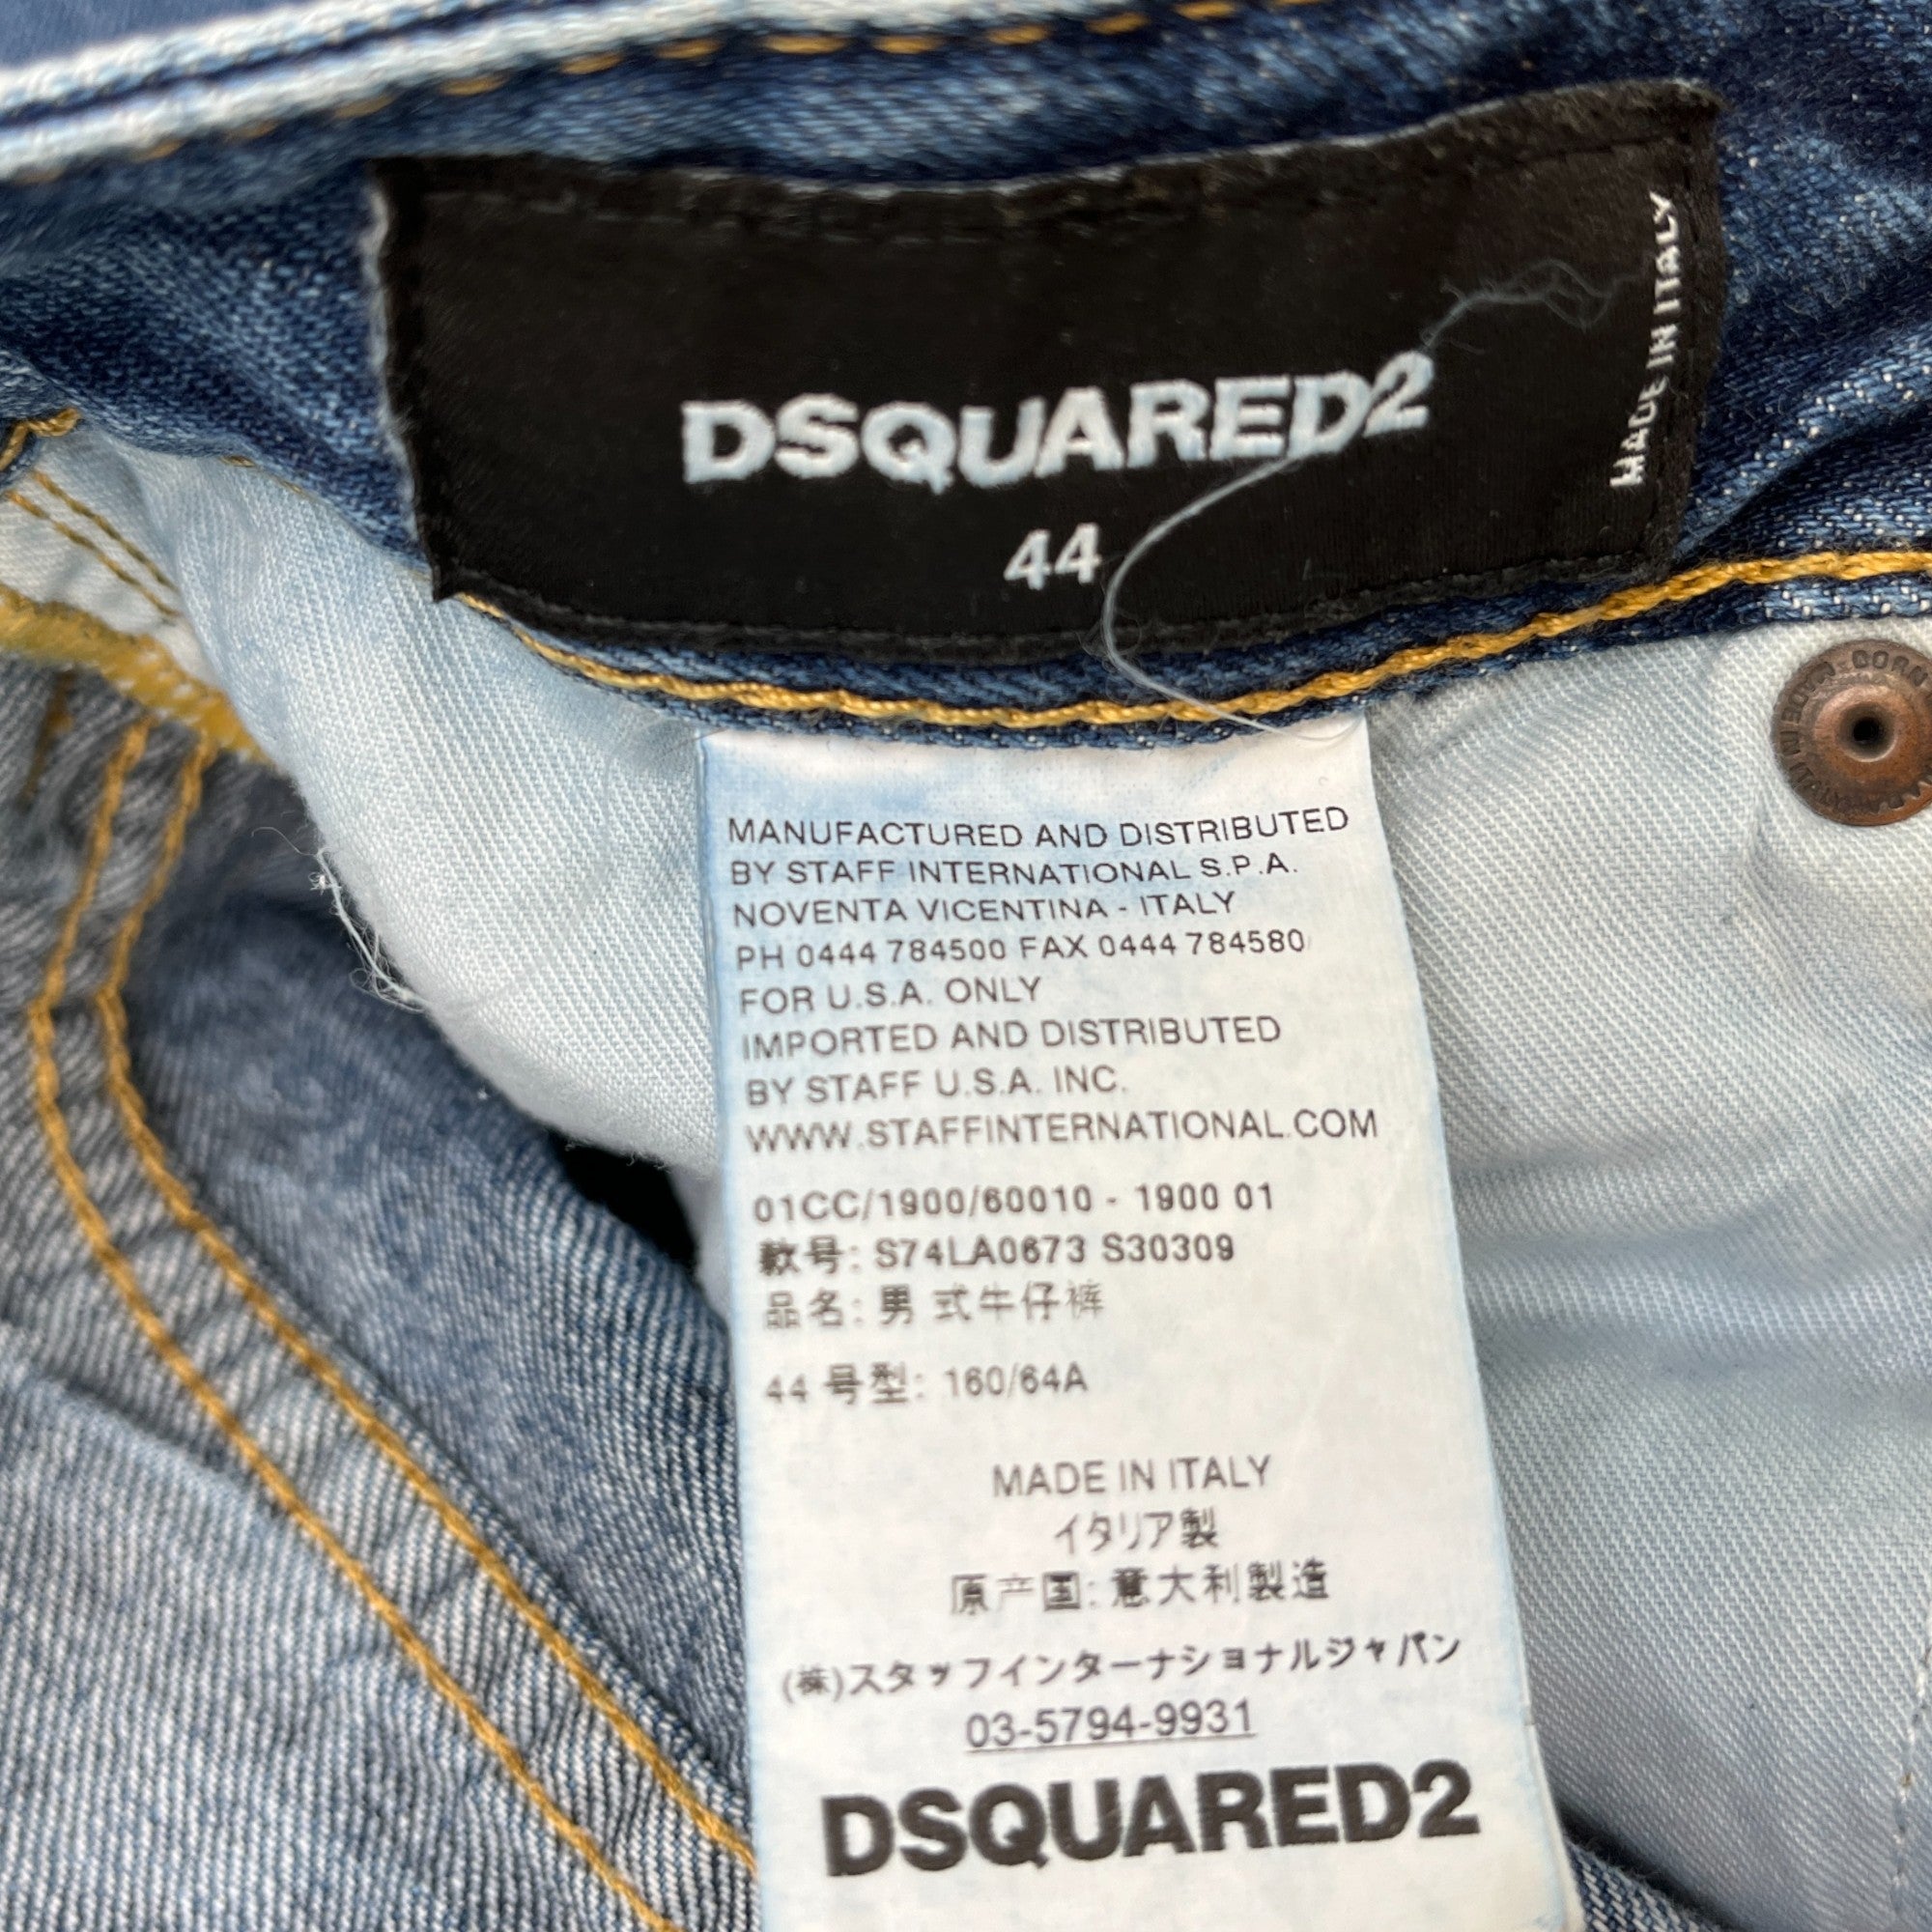 DSQUARED2
44
MADE IN ITALY
MANUFACTURED AND DISTRIBUTED
BY STAFF INTERNATIONAL S.P.A.
NOVENTA VICENTINA - ITALY
PH 0444 784500 FAX 0444 784580
FOR U.S.A. ONLY
IMPORTED AND DISTRIBUTED
BY STAFF U.S.A. INC.
WWW.STAFFINTERNATIONAL.COM
01CC/1900/60010 - 1900 01
款号: S74LA0673 S30309
品名: 男 式牛仔裤
44 号型: 160/64A
MADE IN ITALY
イタリア製
原产国: 意大利製造
(株)スタッフインターナショナルジャパン
03-5794-9931
DSQUARED2